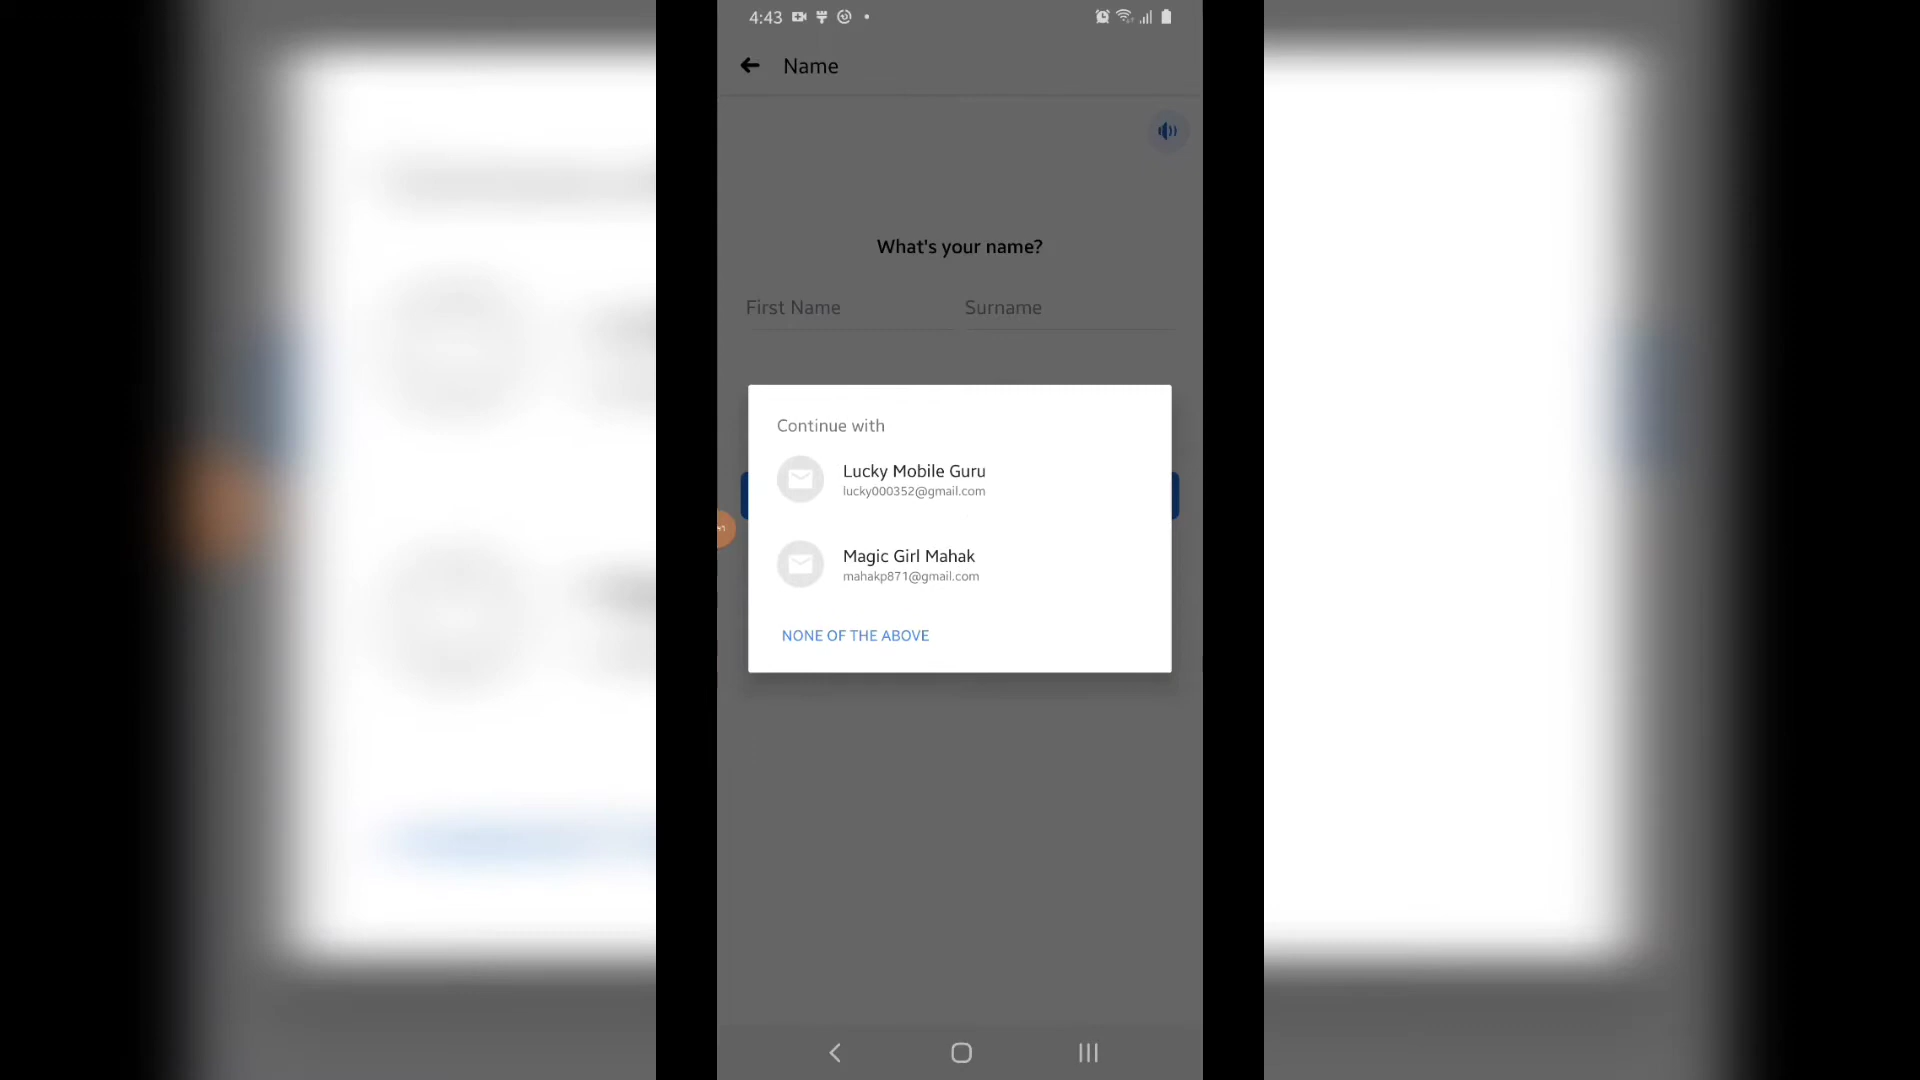 4:43
Name
What's your name?
First Name Surname
Continue with
Lucky Mobile Guru
lucky000352@gmail.com
Magic Girl Mahak
mahakp871@gmail.com
NONE OF THE ABOVE